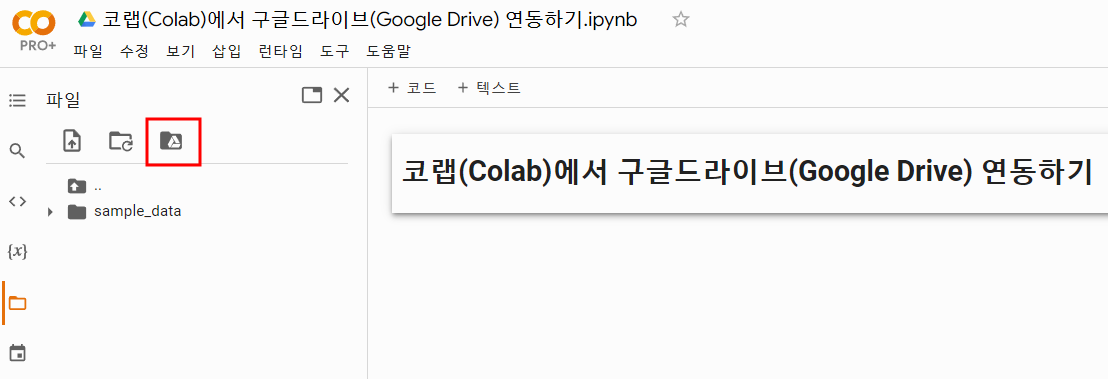 코랩(Colab)에서 구글드라이브(Google Drive) 연동하기.ipynb
PRO+
파일 수정 보기 삽입 런타임 도구 도움말
파일
+ 코드 + 텍스트
..
sample_data
{x}
코랩(Colab)에서 구글드라이브(Google Drive) 연동하기